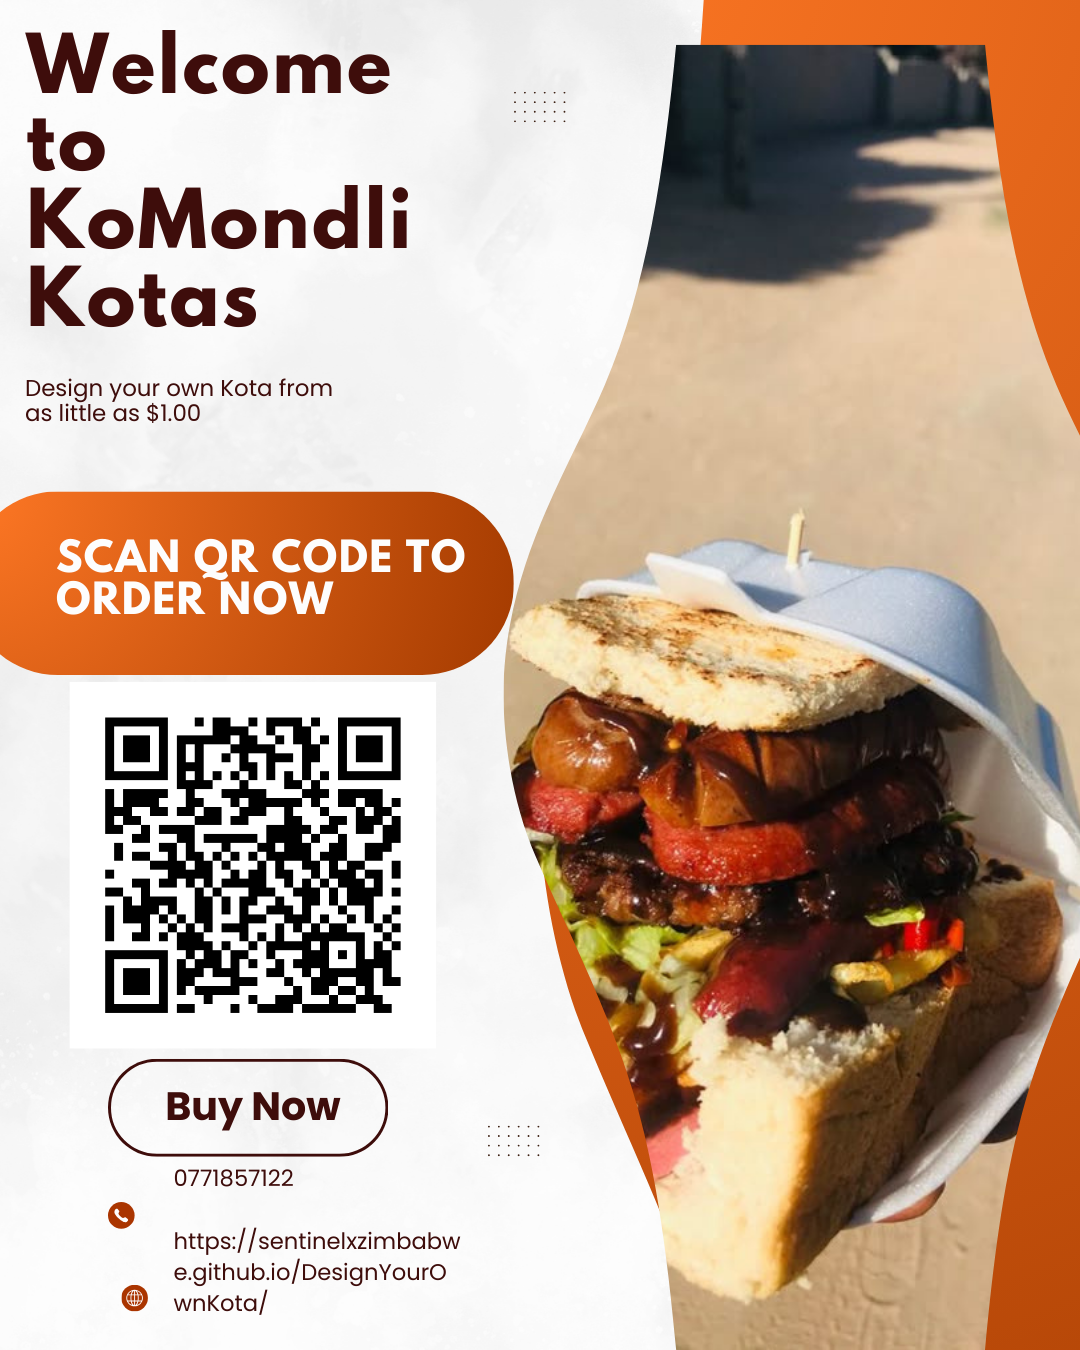 Welcome
to
KoMondli
Kotas
Design your own Kota from
as little as $1.00
SCAN QR CODE TO
ORDER NOW
Buy Now
0771857122
https://sentinelxzimbabw
e.github.io/DesignYourO
wnKota/